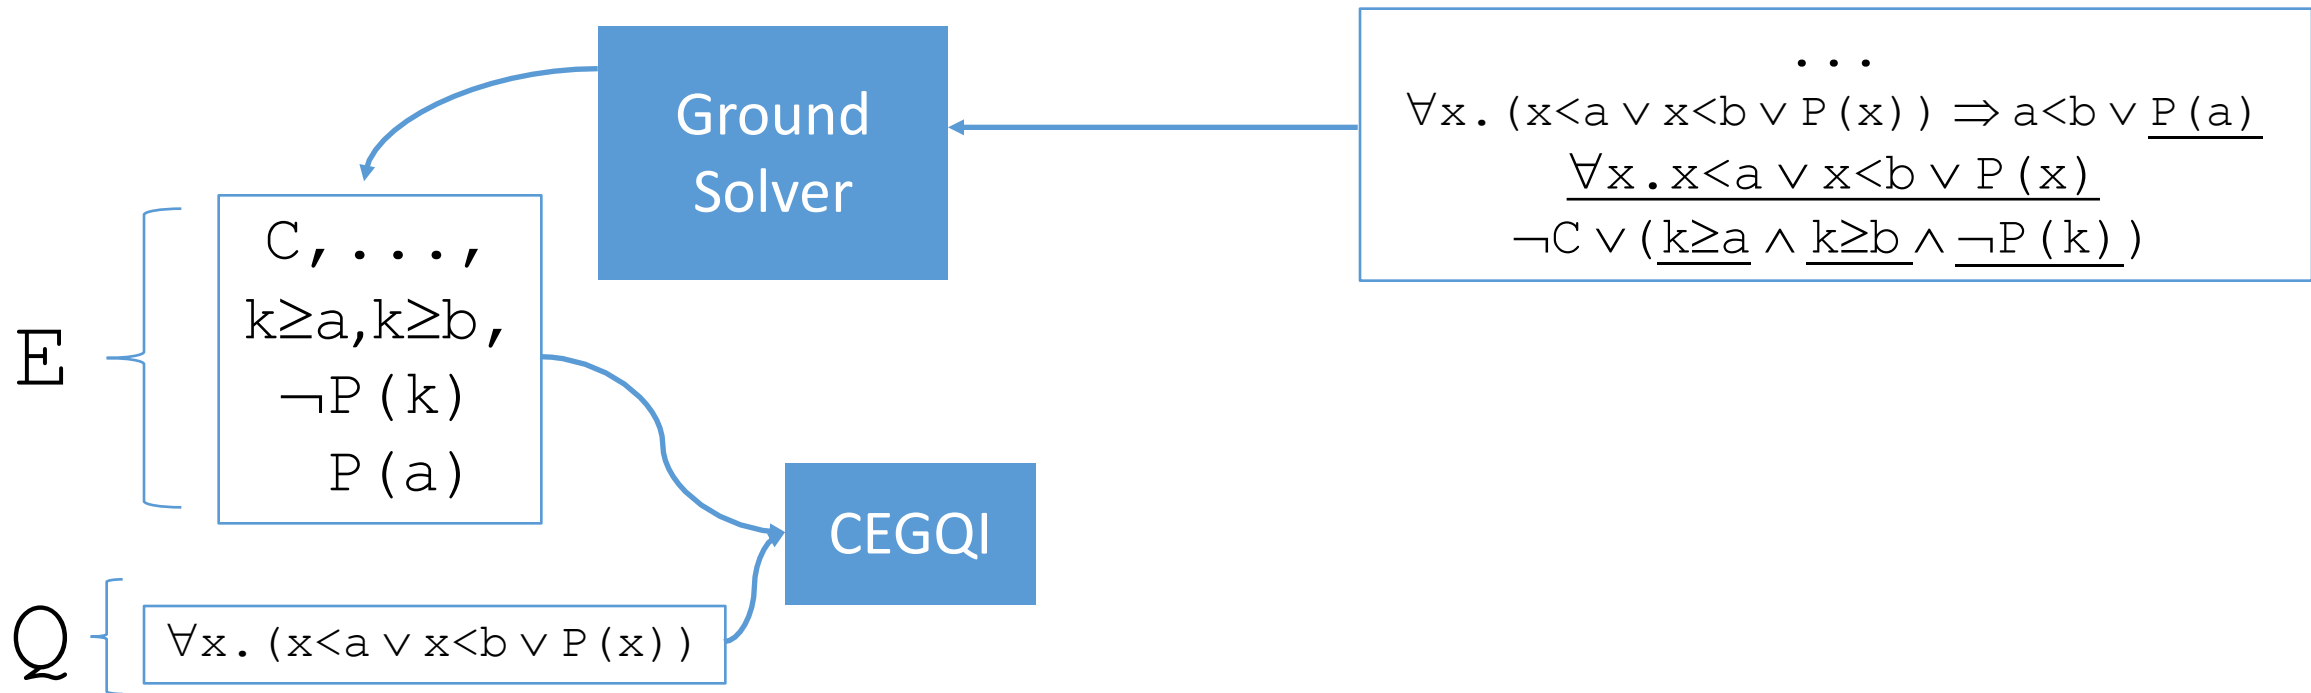 ...
∀x.(x<a∨x<b∨P(x))⇒a<b∨P(a)
∀x.x<a∨x<b∨P(x)
¬C∨(k≥a∧k≥b∧¬P(k))
Ground
Solver
E
C,...,
k≥a,k≥b,
¬P(k)
P(a)
CEGQI
Q
∀x.(x<a∨x<b∨P(x))